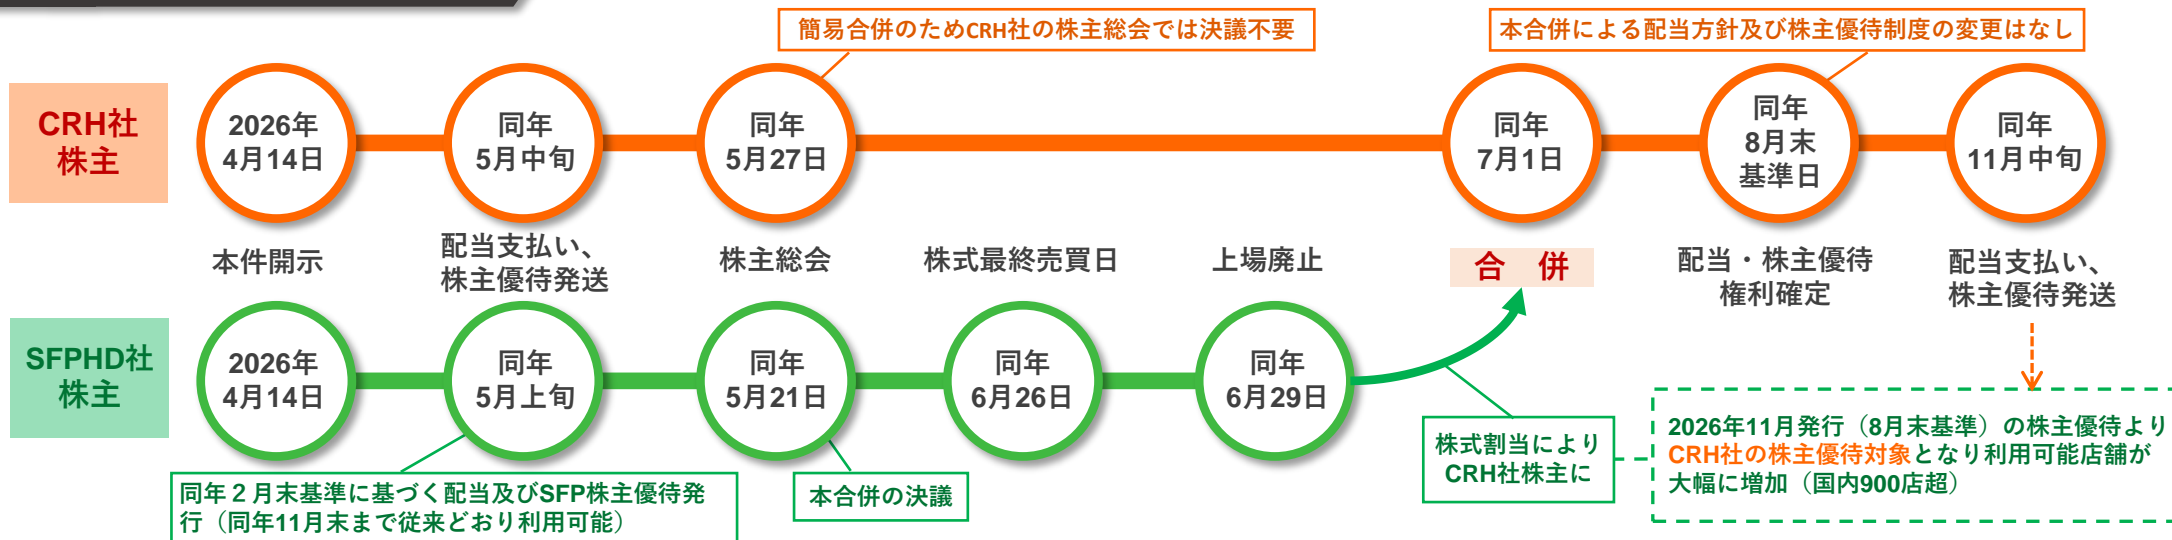 簡易合併のためCRH社の株主総会では決議不要
本合併による配当方針及び株主優待制度の変更はなし
CRH社
株主
2026年
4月14日
同年
5月中旬
同年
5月27日
同年
7月1日
同年
8月末
基準日
同年
11月中旬
本件開示
配当支払い、
株主優待発送
株主総会
株式最終売買日
上場廃止
合　併
配当・株主優待
権利確定
配当支払い、
株主優待発送
SFPHD社
株主
2026年
4月14日
同年
5月上旬
同年
5月21日
同年
6月26日
同年
6月29日
株式割当により
CRH社株主に
2026年11月発行（8月末基準）の株主優待より
CRH社の株主優待対象となり利用可能店舗が
大幅に増加（国内900店超）
同年２月末基準に基づく配当及びSFP株主優待発
行（同年11月末まで従来どおり利用可能）
本合併の決議